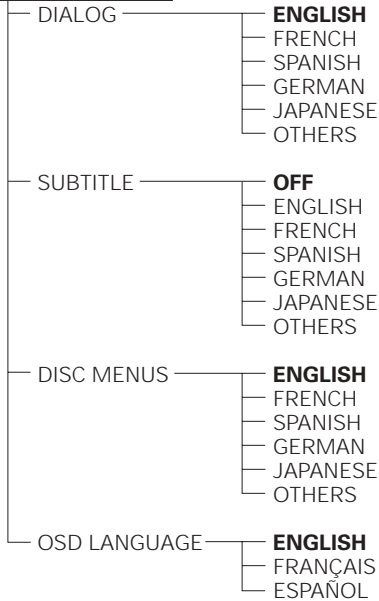 DIALOG ENGLISH
FRENCH
SPANISH
GERMAN
JAPANESE
OTHERS
SUBTITLE OFF
ENGLISH
FRENCH
SPANISH
GERMAN
JAPANESE
OTHERS
DISC MENUS ENGLISH
FRENCH
SPANISH
GERMAN
JAPANESE
OTHERS
OSD LANGUAGE ENGLISH
FRANÇAIS
ESPAÑOL